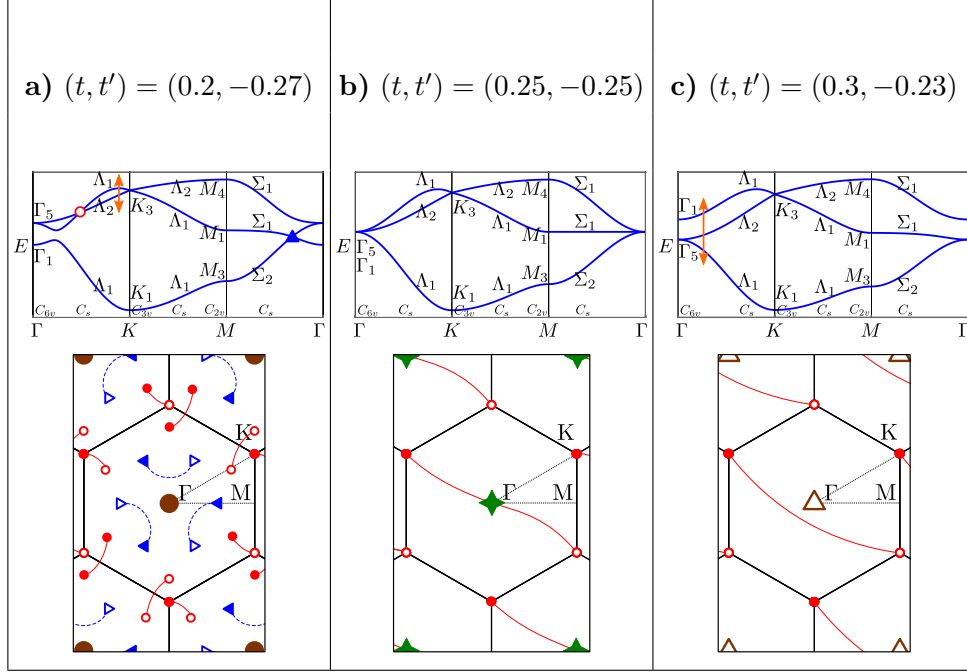 a) (t, t′) = (0.2, −0.27)
b) (t, t′) = (0.25, −0.25)
c) (t, t′) = (0.3, −0.23)
Λ₁ Λ₂ M₄ Σ₁
Γ₅ Λ₂ K₃
E Λ₁ M₁ Σ₁
Γ₁
Λ₁ K₁ Λ₁ M₃ Σ₂
C₆ᵥ Cₛ C₃ᵥ Cₛ C₂ᵥ Cₛ
Γ K M Γ
Λ₁ Λ₂ M₄ Σ₁
Λ₂ K₃
E Γ₅ Λ₁ M₁ Σ₁
Γ₁
K₁ Λ₁ M₃ Σ₂
C₆ᵥ Cₛ C₃ᵥ Cₛ C₂ᵥ Cₛ
Γ K M Γ
Λ₁ Λ₂ M₄ Σ₁
Γ₁ Λ₂ K₃
E Γ₅ Λ₁ M₁ Σ₁
K₁ Λ₁ M₃ Σ₂
C₆ᵥ Cₛ C₃ᵥ Cₛ C₂ᵥ Cₛ
Γ K M Γ
K
Γ M
K
Γ M
K
Γ M